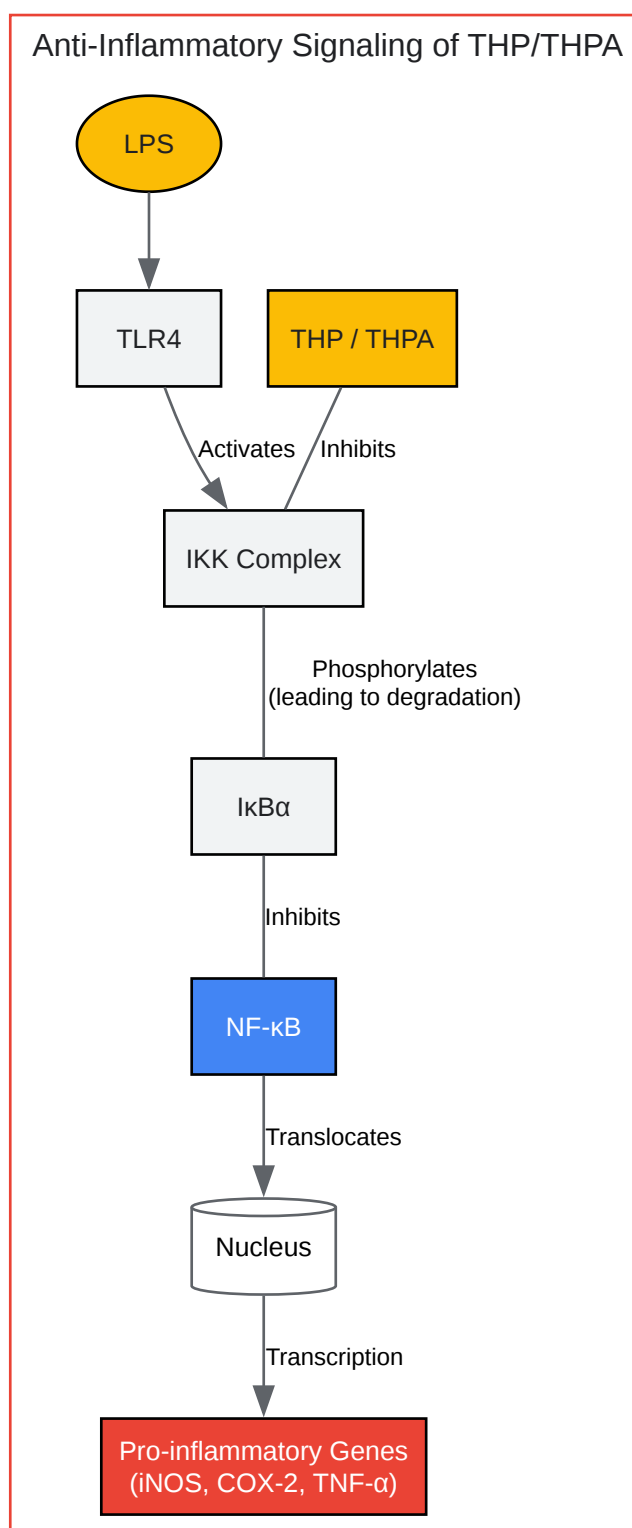 Anti-Inflammatory Signaling of THP/THPA
LPS
TLR4
THP / THPA
Activates
Inhibits
IKK Complex
Phosphorylates
(leading to degradation)
IκBα
Inhibits
NF-κB
Translocates
Nucleus
Transcription
Pro-inflammatory Genes
(iNOS, COX-2, TNF-α)